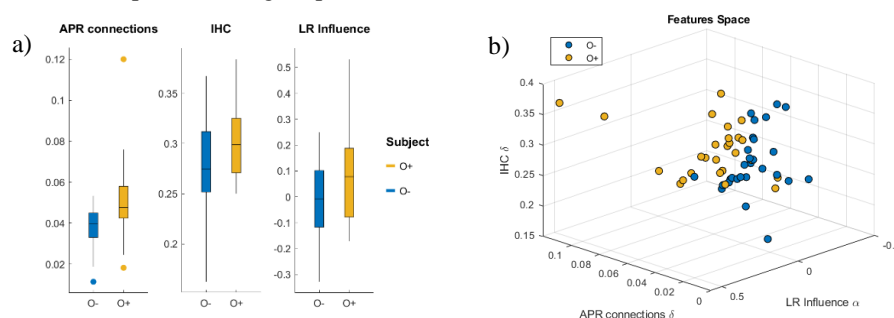 a)
APR connections
0.12
0.1
0.08
0.06
0.04
0.02
O-
O+
IHC
0.35
0.3
0.25
0.2
O-
O+
LR Influence
0.5
0.4
0.3
0.2
0.1
0
-0.1
-0.2
-0.3
O-
O+
Subject
O+
O-
b)
Features Space
O-
O+
IHC δ
0.4
0.35
0.3
0.25
0.2
0.15
0.1
0.08
0.06
0.04
0.02
0
APR connections δ
0.5
0
LR Influence α